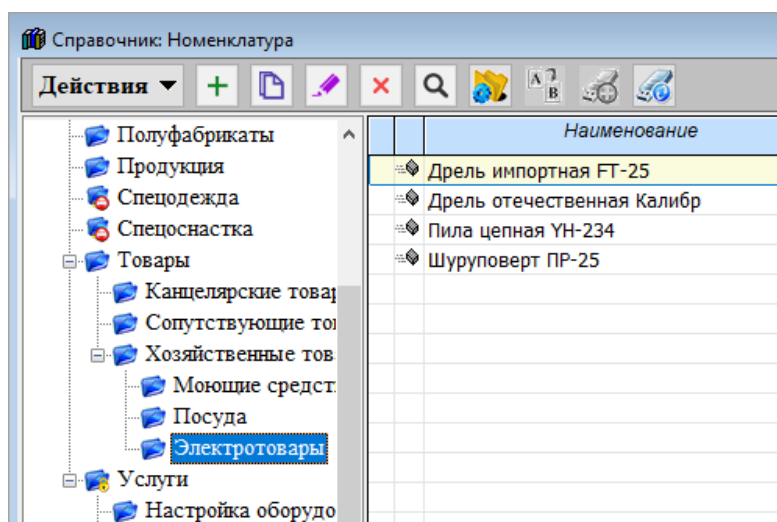 Справочник: Номенклатура
Действия
Полуфабрикаты
Продукция
Спецодежда
Спецоснастка
Товары
Канцелярские товар
Сопутствующие то
Хозяйственные тов
Моющие средст
Посуда
Электротовары
Услуги
Настройка оборудо
Наименование
Дрель импортная FT-25
Дрель отечественная Калибр
Пила цепная YH-234
Шуруповерт ПР-25